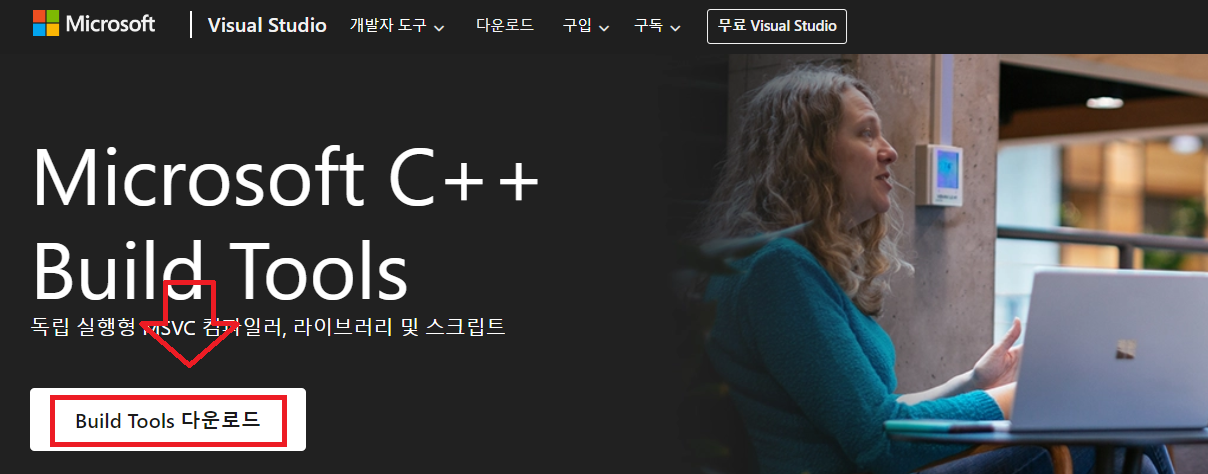 Microsoft Visual Studio 개발자 도구 다운로드 구입 구독 무료 Visual Studio
Microsoft C++
Build Tools
독립 실행형 MSVC 컴파일러, 라이브러리 및 스크립트
Build Tools 다운로드